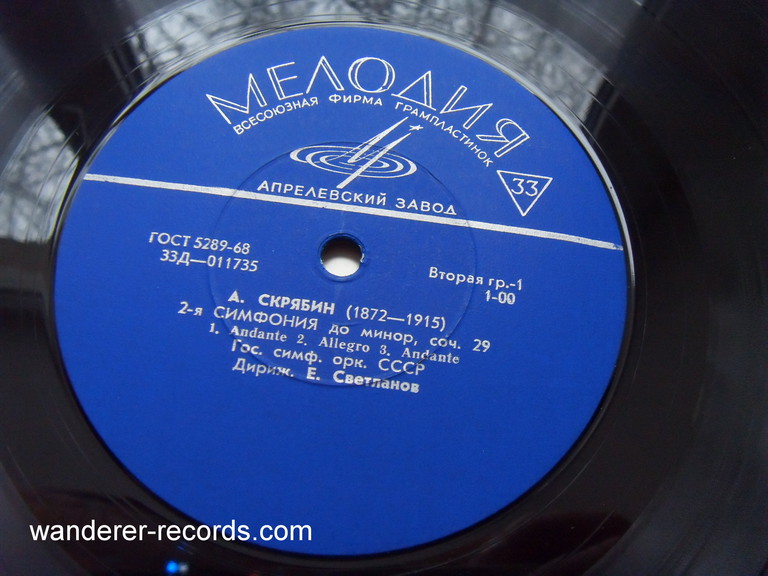 МЕЛОДИЯ
ВСЕСОЮЗНАЯ ФИРМА ГРАМПЛАСТИНОК
33
АПРЕЛЕВСКИЙ ЗАВОД
ГОСТ 5289-68
33Д—011735
Вторая гр.-1
1-00
А. СКРЯБИН (1872—1915)
2-я СИМФОНИЯ до минор, соч. 29
1. Andante 2. Allegro 3. Andante
Гос. симф. орк. СССР
Дириж. Е. Светланов
wanderer-records.com